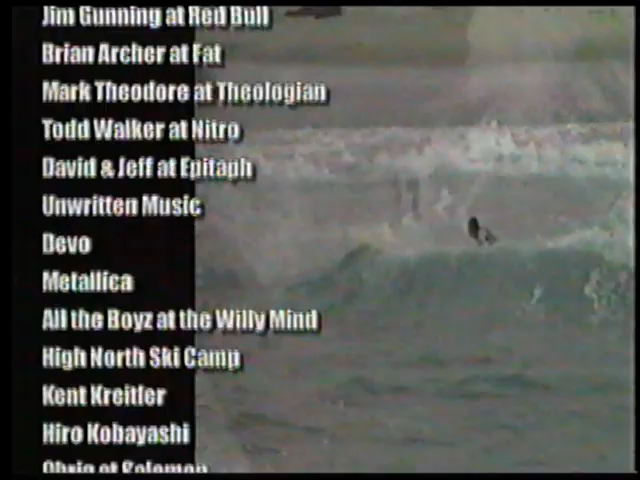 Jim Gunning at Red Bull
Brian Archer at Fat
Mark Theodore at Theologian
Todd Walker at Nitro
David & Jeff at Epitaph
Unwritten Music
Devo
Metallica
All the Boyz at the Willy Mind
High North Ski Camp
Kent Kreitler
Hiro Kobayashi
at